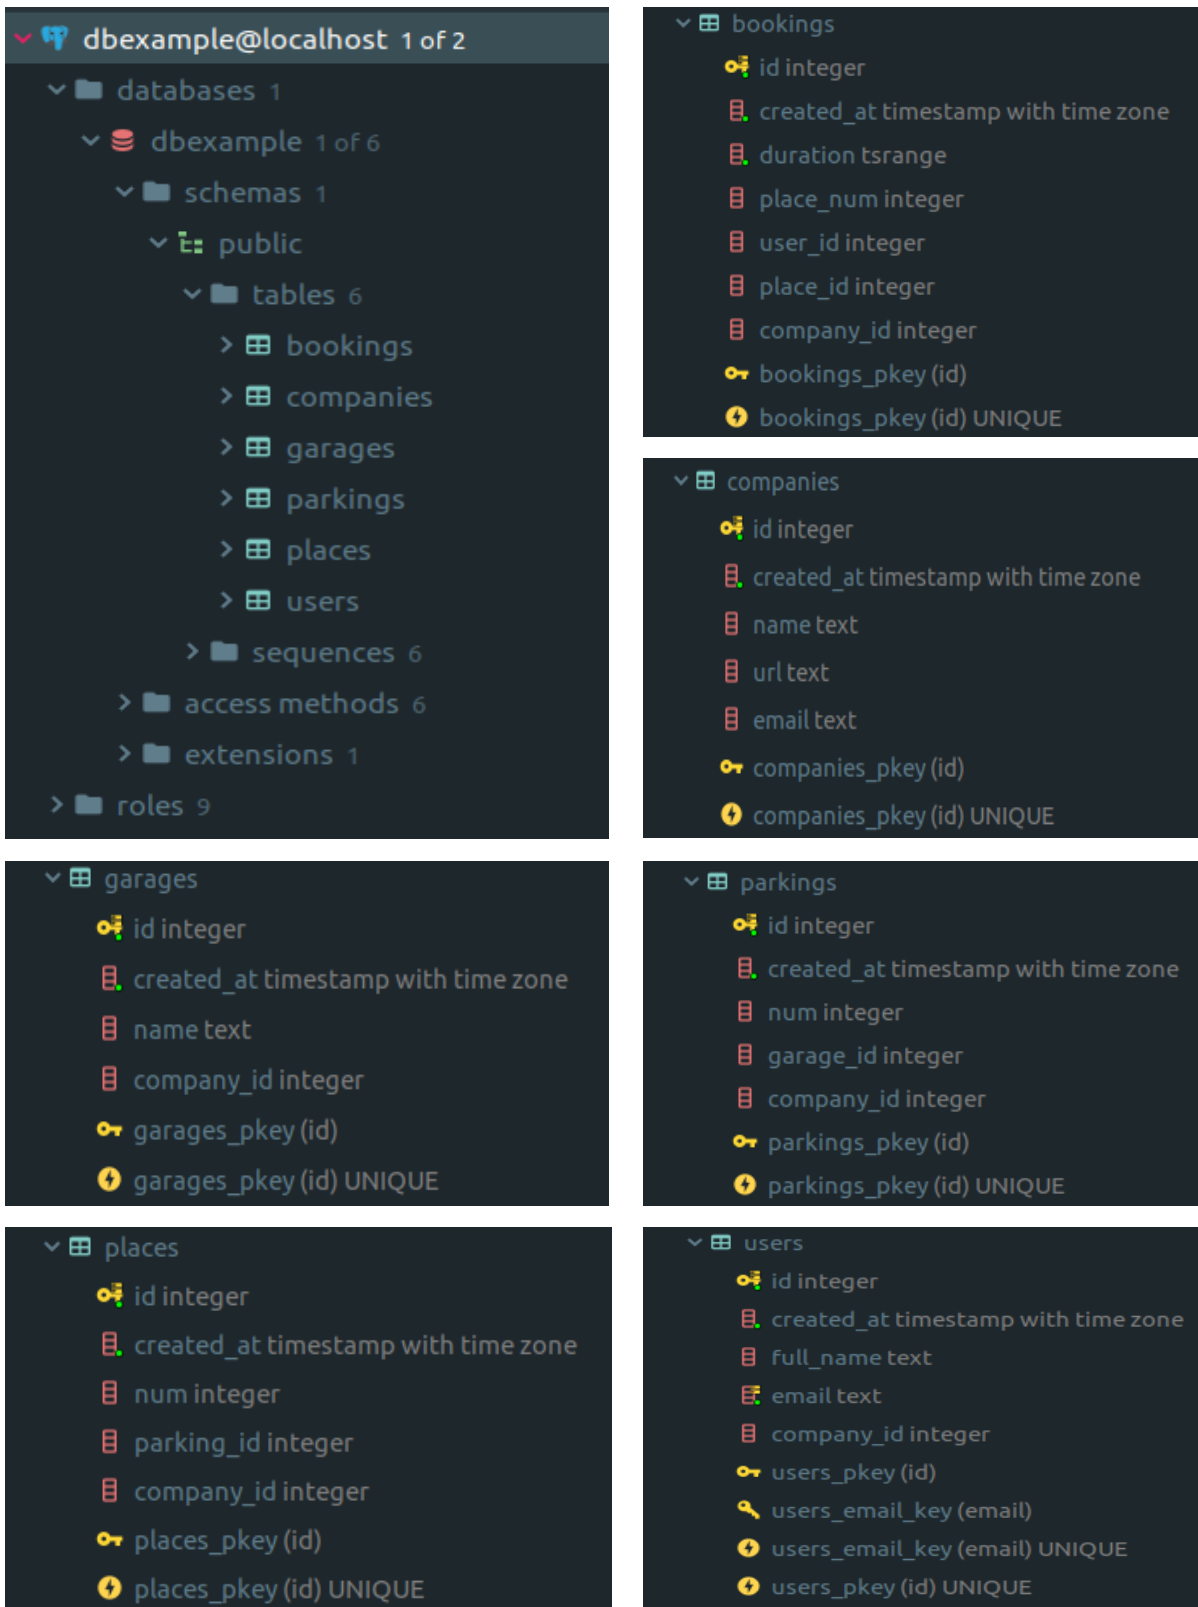 dbexample@localhost 1 of 2
databases 1
dbexample 1 of 6
schemas 1
public
tables 6
bookings
companies
garages
parkings
places
users
sequences 6
access methods 6
extensions 1
roles 9
bookings
id integer
created_at timestamp with time zone
duration tsrange
place_num integer
user_id integer
place_id integer
company_id integer
bookings_pkey (id)
bookings_pkey (id) UNIQUE
companies
id integer
created_at timestamp with time zone
name text
url text
email text
companies_pkey (id)
companies_pkey (id) UNIQUE
garages
id integer
created_at timestamp with time zone
name text
company_id integer
garages_pkey (id)
garages_pkey (id) UNIQUE
parkings
id integer
created_at timestamp with time zone
num integer
garage_id integer
company_id integer
parkings_pkey (id)
parkings_pkey (id) UNIQUE
places
id integer
created_at timestamp with time zone
num integer
parking_id integer
company_id integer
places_pkey (id)
places_pkey (id) UNIQUE
users
id integer
created_at timestamp with time zone
full_name text
email text
company_id integer
users_pkey (id)
users_email_key (email)
users_email_key (email) UNIQUE
users_pkey (id) UNIQUE